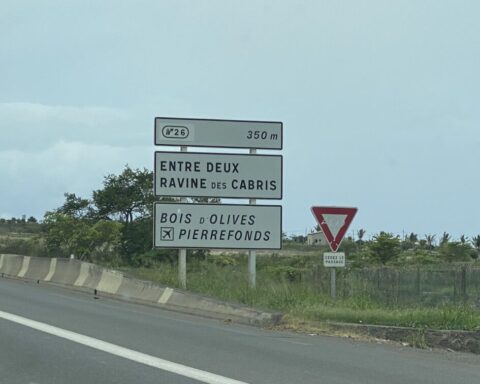 N°26 350 m
ENTRE DEUX
RAVINE DES CABRIS
BOIS D'OLIVES
PIERREFONDS
CEDEZ LE
PASSAGE